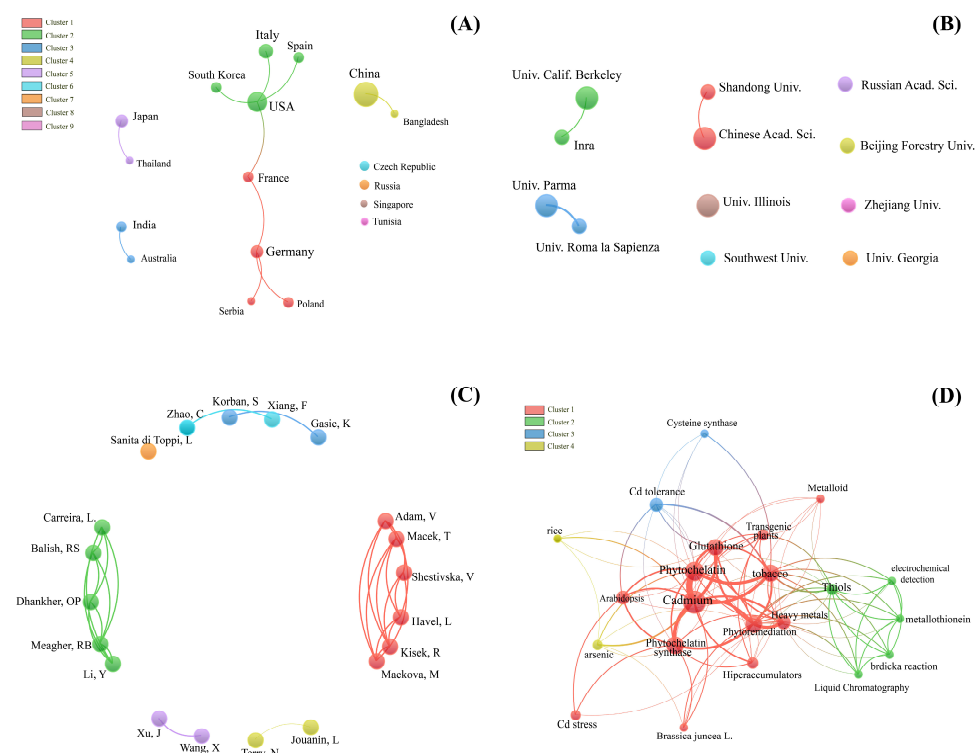 (A)
Cluster 1
Cluster 2
Cluster 3
Cluster 4
Cluster 5
Cluster 6
Cluster 7
Cluster 8
Cluster 9
Italy
Spain
South Korea
USA
China
Bangladesh
Japan
Thailand
France
Czech Republic
Russia
Singapore
Tunisia
India
Australia
Germany
Serbia
Poland
(B)
Univ. Calif. Berkeley
Inra
Shandong Univ.
Chinese Acad. Sci.
Russian Acad. Sci.
Beijing Forestry Univ.
Univ. Parma
Univ. Roma la Sapienza
Univ. Illinois
Zhejiang Univ.
Southwest Univ.
Univ. Georgia
(C)
Korban, S
Xiang, F
Zhao, C
Gasic, K
Sanita di Toppi, L
Carreira, L.
Balish, RS
Dhankher, OP
Meagher, RB
Li, Y
Adam, V
Macek, T
Shestivska, V
Havel, L
Kisek, R
Mackova, M
Xu, J
Wang, X
Jouanin, L
Terry, N
(D)
Cluster 1
Cluster 2
Cluster 3
Cluster 4
Cysteine synthase
Cd tolerance
Metalloid
rice
Transgenic
plants
Glutathione
Phytochelatin
tobacco
electrochemical
detection
Thiols
Arabidopsis
Cadmium
Heavy metals
metallothionein
Phytoremediation
Phytochelatin
synthase
arsenic
brdicka reaction
Hipcraccumulators
Liquid Chromatography
Cd stress
Brassica juncea L.